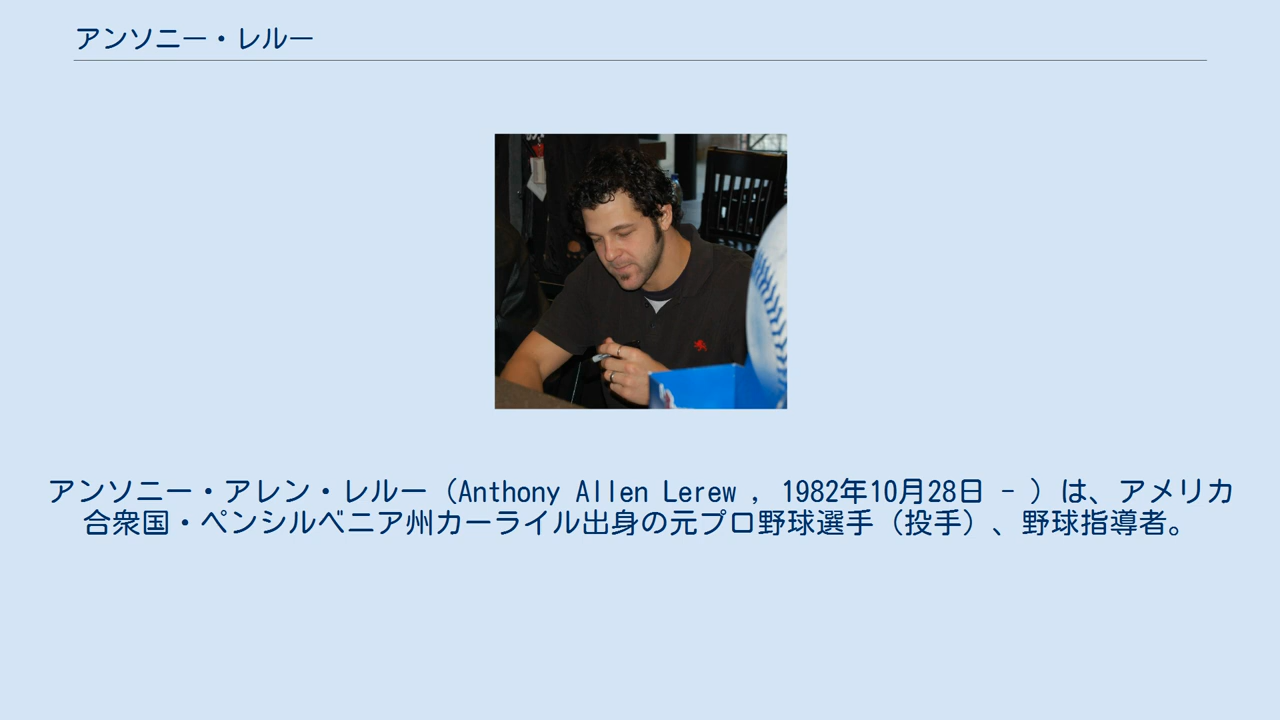 アンソニー・レルー
アンソニー・アレン・レルー（Anthony Allen Lerew , 1982年10月28日 - ）は、アメリカ
合衆国・ペンシルベニア州カーライル出身の元プロ野球選手（投手）、野球指導者。